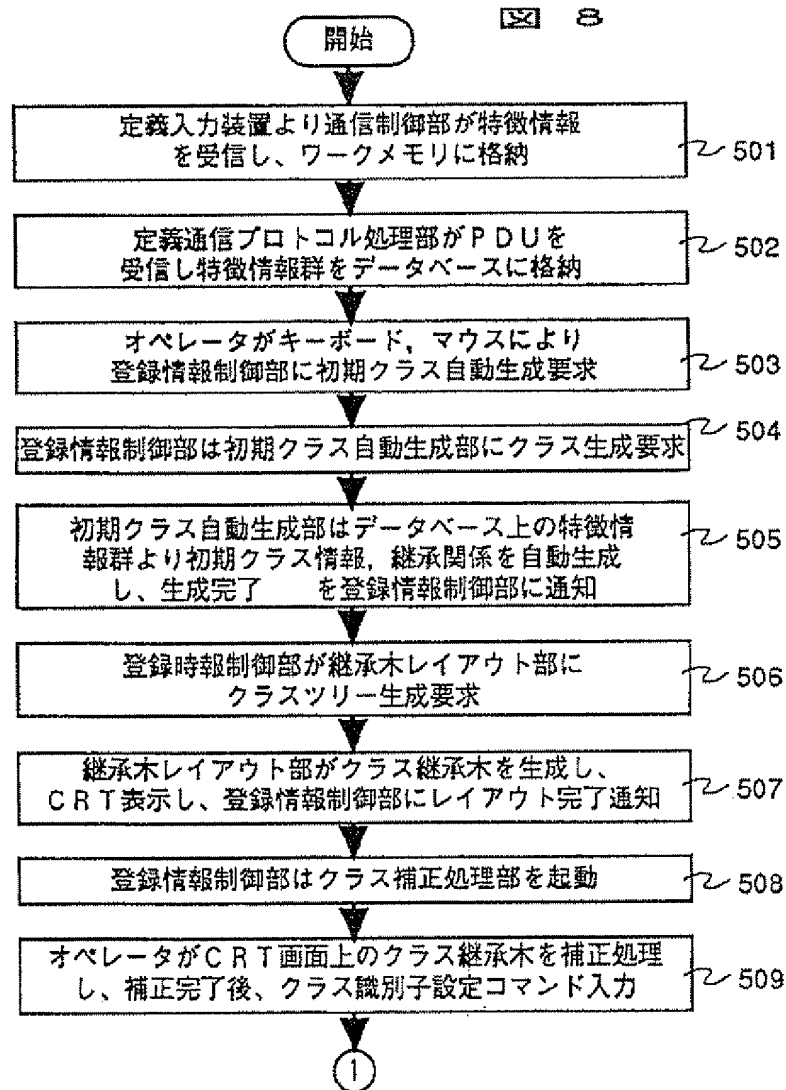 図 8
開始
定義入力装置より通信制御部が特徴情報
を受信し、ワークメモリに格納
501
定義通信プロトコル処理部がPDUを
受信し特徴情報群をデータベースに格納
502
オペレータがキーボード，マウスにより
登録情報制御部に初期クラス自動生成要求
503
登録情報制御部は初期クラス自動生成部にクラス生成要求
504
初期クラス自動生成部はデータベース上の特徴情
報群より初期クラス情報，継承関係を自動生成
し、生成完了 を登録情報制御部に通知
505
登録時報制御部が継承木レイアウト部に
クラスツリー生成要求
506
継承木レイアウト部がクラス継承木を生成し、
CRT表示し、登録情報制御部にレイアウト完了通知
507
登録情報制御部はクラス補正処理部を起動
508
オペレータがCRT画面上のクラス継承木を補正処理
し、補正完了後、クラス識別子設定コマンド入力
509
1